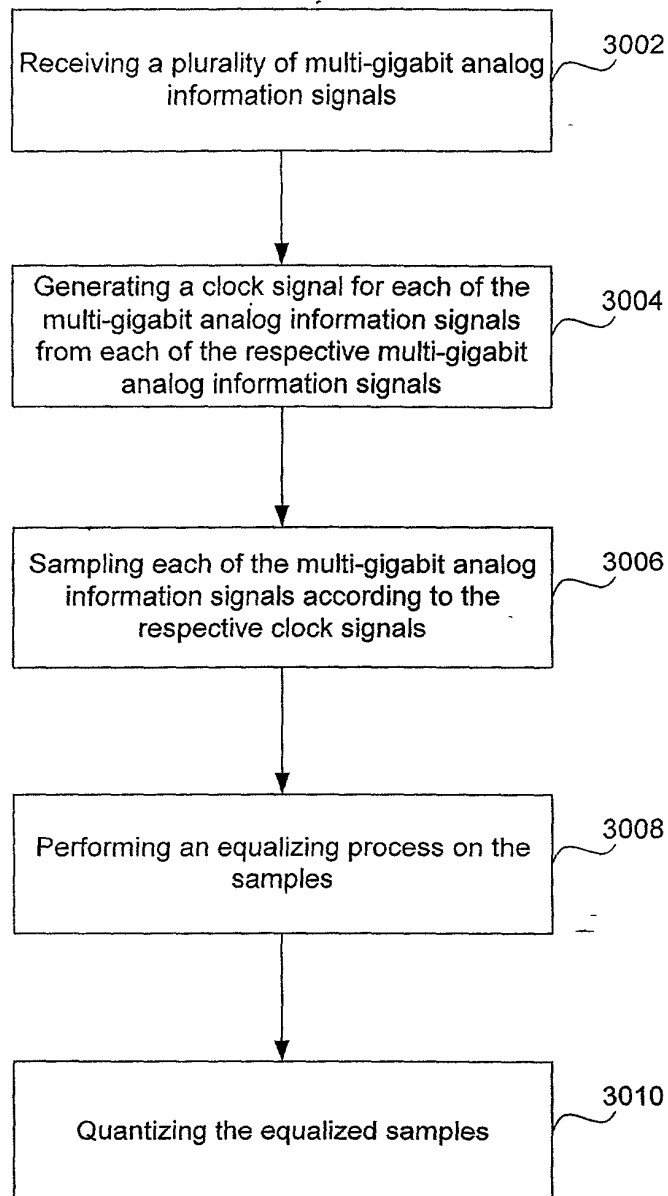 Receiving a plurality of multi-gigabit analog
information signals
3002
Generating a clock signal for each of the
multi-gigabit analog information signals
from each of the respective multi-gigabit
analog information signals
3004
Sampling each of the multi-gigabit analog
information signals according to the
respective clock signals
3006
Performing an equalizing process on the
samples
3008
Quantizing the equalized samples
3010